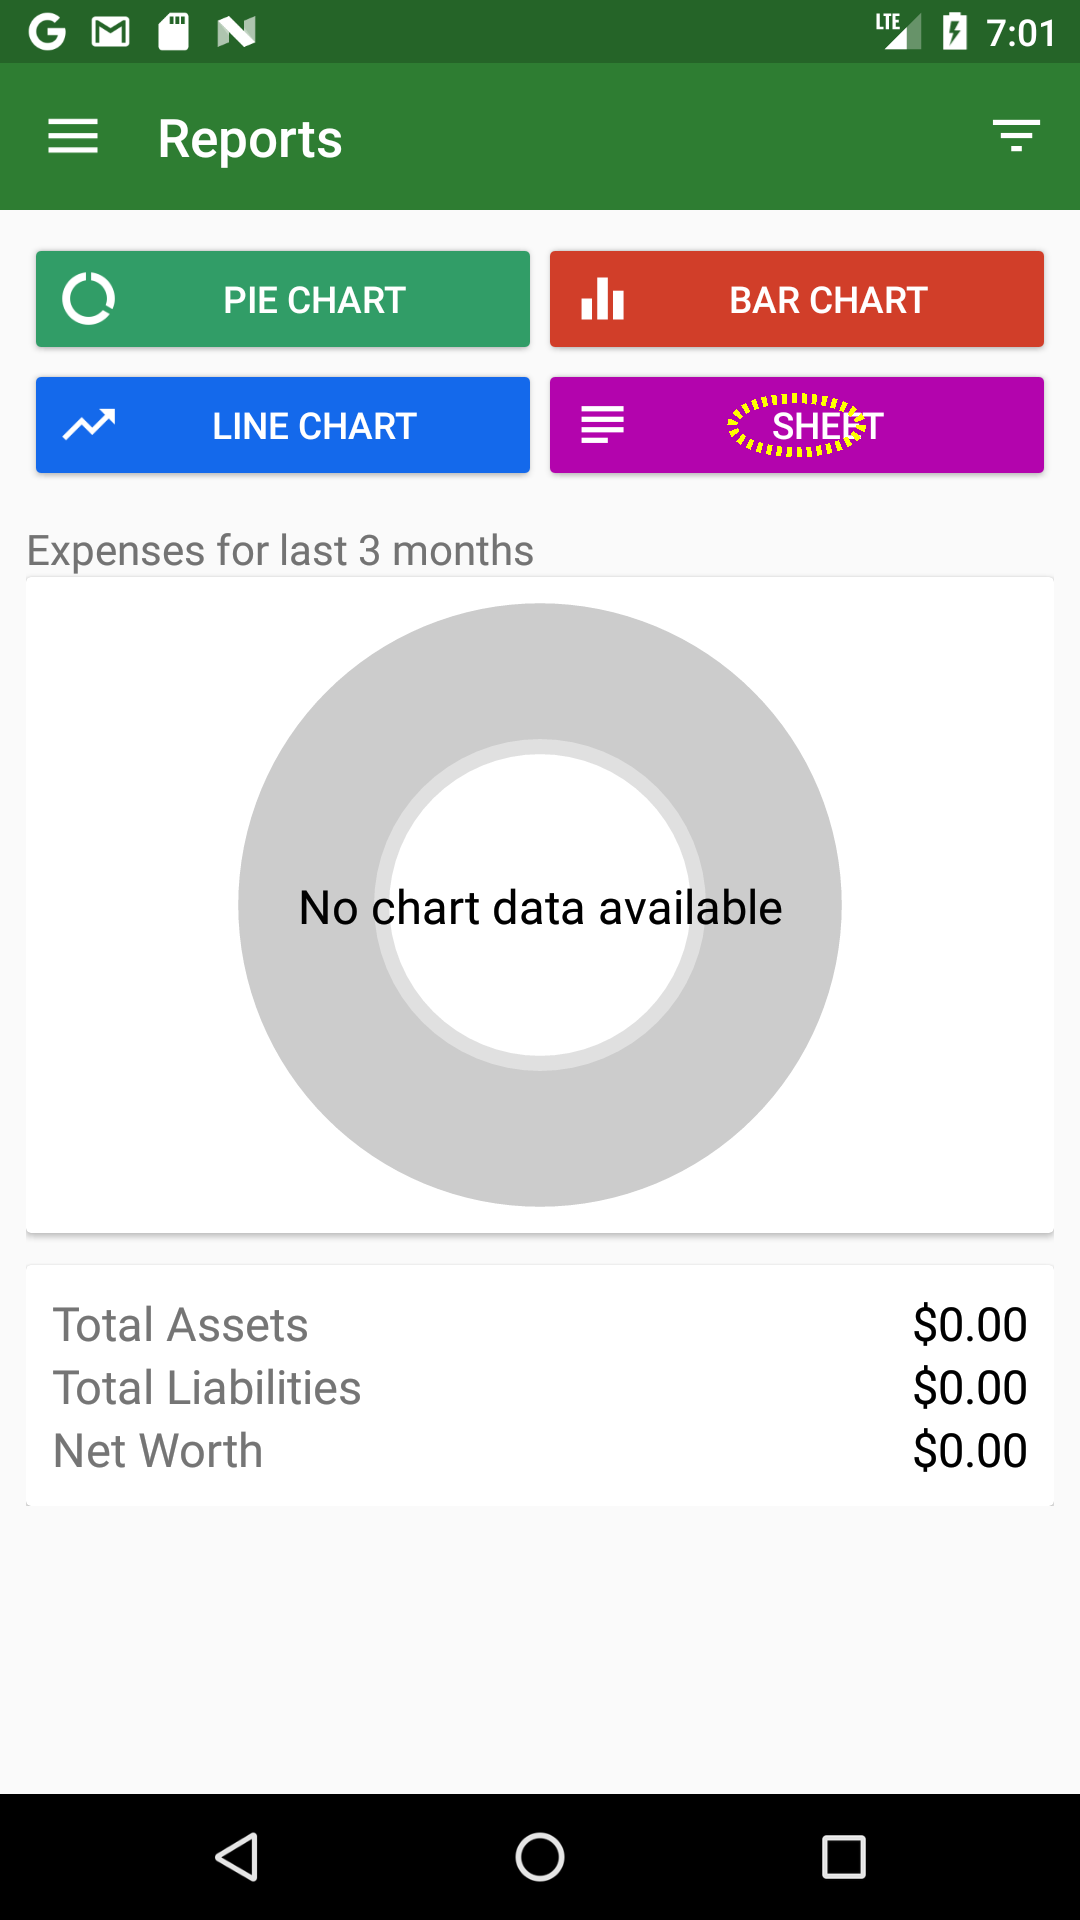 LTE 7:01
Reports
PIE CHART BAR CHART
LINE CHART SHEET
Expenses for last 3 months
No chart data available
Total Assets $0.00
Total Liabilities $0.00
Net Worth $0.00